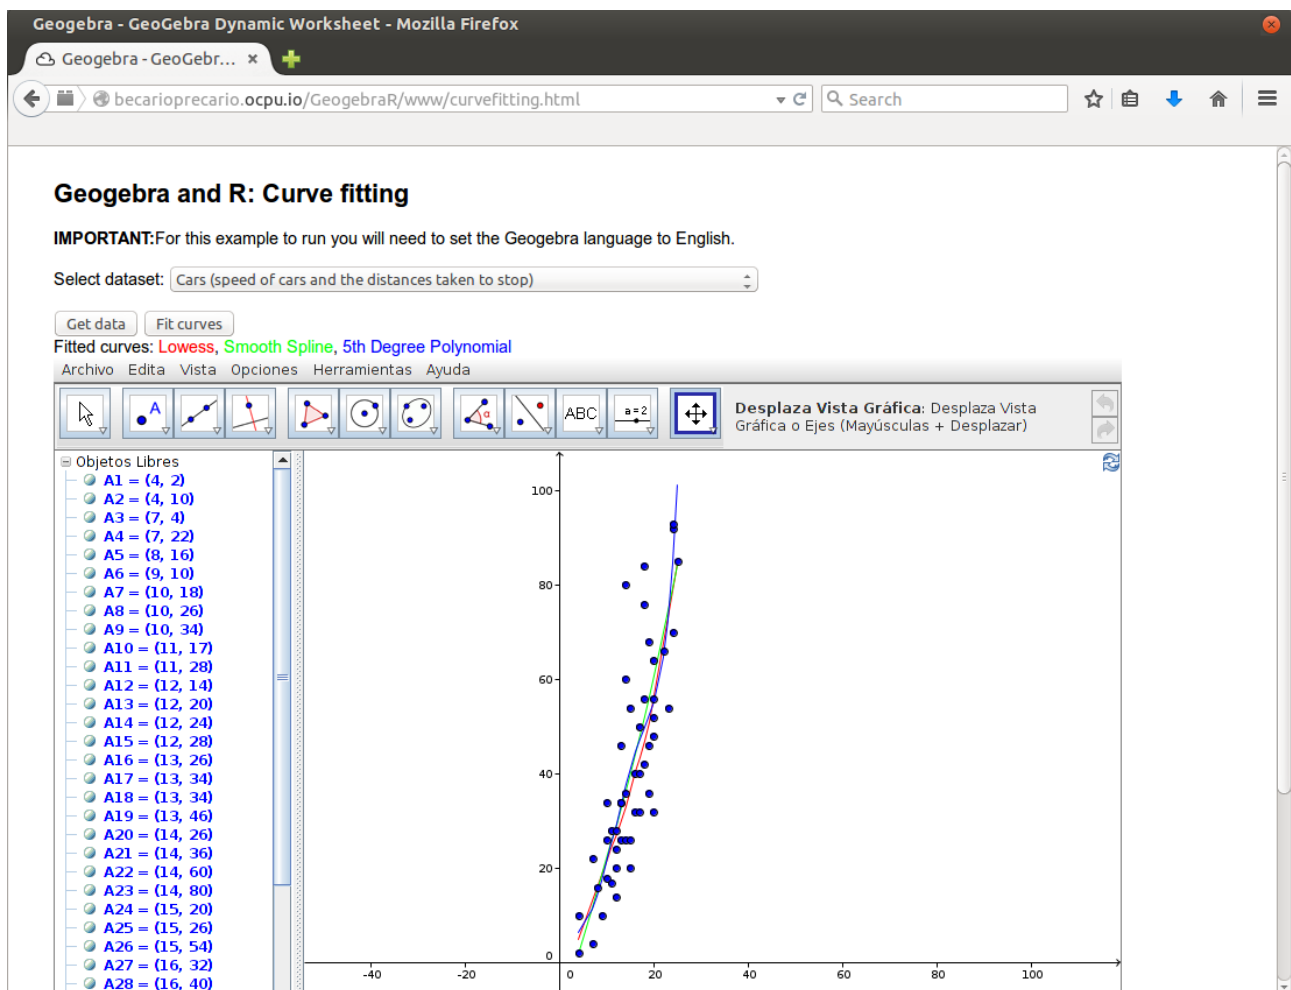 Geogebra - GeoGebra Dynamic Worksheet - Mozilla Firefox
Geogebra - GeoGebr...
becarioprecario.ocpu.io/GeogebraR/www/curvefitting.html
Search
Geogebra and R: Curve fitting
IMPORTANT:For this example to run you will need to set the Geogebra language to English.
Select dataset: Cars (speed of cars and the distances taken to stop)
Get data Fit curves
Fitted curves: Lowess, Smooth Spline, 5th Degree Polynomial
Archivo Edita Vista Opciones Herramientas Ayuda
A α ABC a=2
Desplaza Vista Gráfica: Desplaza Vista
Gráfica o Ejes (Mayúsculas + Desplazar)
Objetos Libres
A1 = (4, 2)
A2 = (4, 10)
A3 = (7, 4)
A4 = (7, 22)
A5 = (8, 16)
A6 = (9, 10)
A7 = (10, 18)
A8 = (10, 26)
A9 = (10, 34)
A10 = (11, 17)
A11 = (11, 28)
A12 = (12, 14)
A13 = (12, 20)
A14 = (12, 24)
A15 = (12, 28)
A16 = (13, 26)
A17 = (13, 34)
A18 = (13, 34)
A19 = (13, 46)
A20 = (14, 26)
A21 = (14, 36)
A22 = (14, 60)
A23 = (14, 80)
A24 = (15, 20)
A25 = (15, 26)
A26 = (15, 54)
A27 = (16, 32)
A28 = (16, 40)
100
80
60
40
20
0
-40 -20 0 20 40 60 80 100